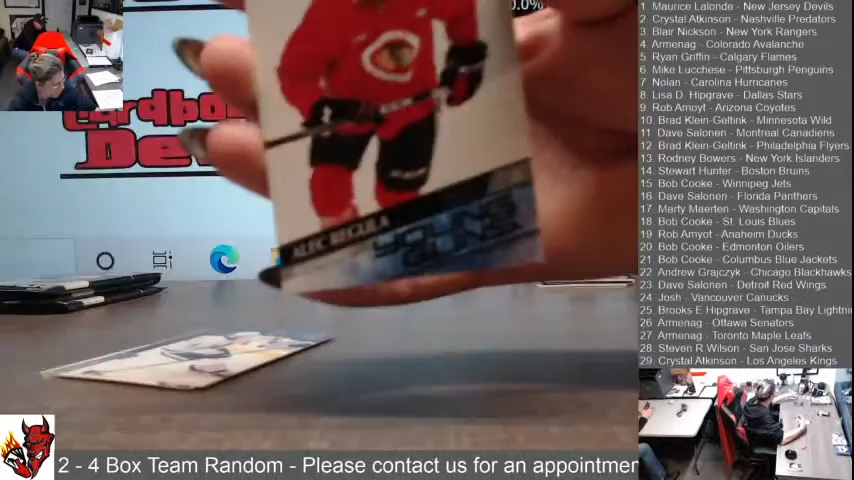 .0%
1 Maurice Lalonde - New Jersey Devils
2 Crystal Atkinson - Nashville Predators
3 Blair Nickson - New York Rangers
4 Armenag - Colorado Avalanche
5 Ryan Griffin - Calgary Flames
6 Mike Lucchese - Pittsburgh Penguins
7 Nolan - Carolina Hurricanes
8 Lisa D. Hipgrave - Dallas Stars
9 Rob Amoyt - Arizona Coyotes
10. Brad Klein-Geltink - Minnesota Wild
11 Dave Salonen - Montreal Canadiens
12 Brad Klein-Geltink - Philadelphia Flyers
13 Rodney Bowers - New York Islanders
14 Stewart Hunter - Boston Bruins
15 Bob Cooke - Winnipeg Jets
16 Dave Salonen - Florida Panthers
17 Marty Maerten - Washington Capitals
18 Bob Cooke - St. Louis Blues
19 Rob Amyot - Anaheim Ducks
20. Bob Cooke - Edmonton Oilers
21 Bob Cooke - Columbus Blue Jackets
22 Andrew Grajczyk - Chicago Blackhawks
23 Dave Salonen - Detroit Red Wings
24 Josh - Vancouver Canucks
25. Brooks E Hipgrave - Tampa Bay Lightnin
26 Armenag - Ottawa Senators
27 Armenag - Toronto Maple Leafs
28 Steven R Wilson - San Jose Sharks
29 Crystal Atkinson - Los Angeles Kings
Cardbo
De
ALEC REGULA
YOUNG
GUNS
2 - 4 Box Team Random - Please contact us for an appointmen